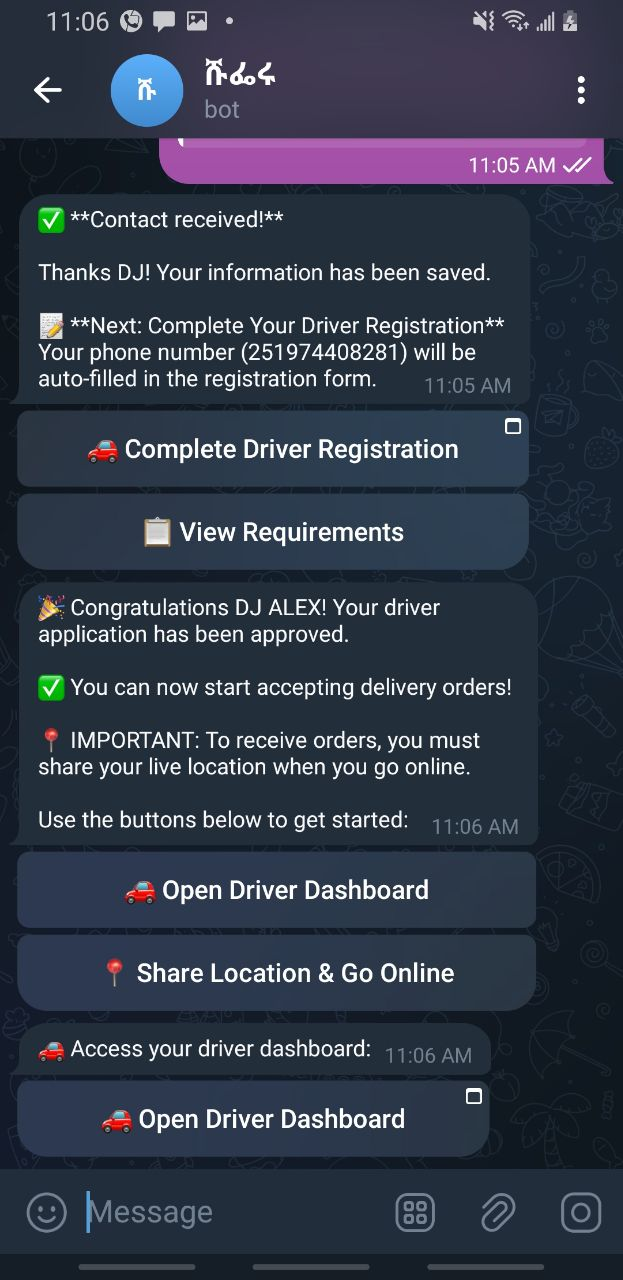 11:06
ሹ
ሹፌሩ
bot
11:05 AM
✅ **Contact received!**
Thanks DJ! Your information has been saved.
📝 **Next: Complete Your Driver Registration**
Your phone number (251974408281) will be
auto-filled in the registration form.
11:05 AM
🚗 Complete Driver Registration
📋 View Requirements
🎉 Congratulations DJ ALEX! Your driver
application has been approved.
✅ You can now start accepting delivery orders!
📍 IMPORTANT: To receive orders, you must
share your live location when you go online.
Use the buttons below to get started:
11:06 AM
🚗 Open Driver Dashboard
📍 Share Location & Go Online
🚗 Access your driver dashboard:
11:06 AM
🚗 Open Driver Dashboard
Message